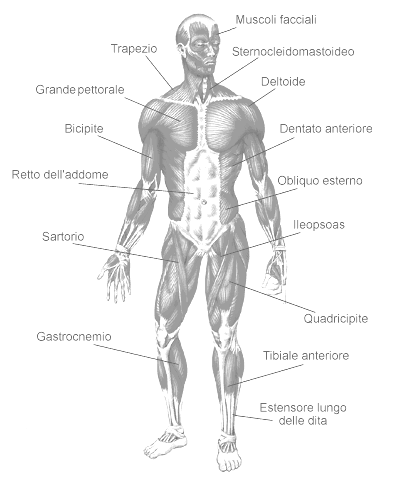 Muscoli facciali
Trapezio
Sternocleidomastoideo
Grande pettorale
Deltoide
Bicipite
Dentato anteriore
Retto dell'addome
Obliquo esterno
Ileopsoas
Sartorio
Quadricipite
Gastrocnemio
Tibiale anteriore
Estensore lungo
delle dita